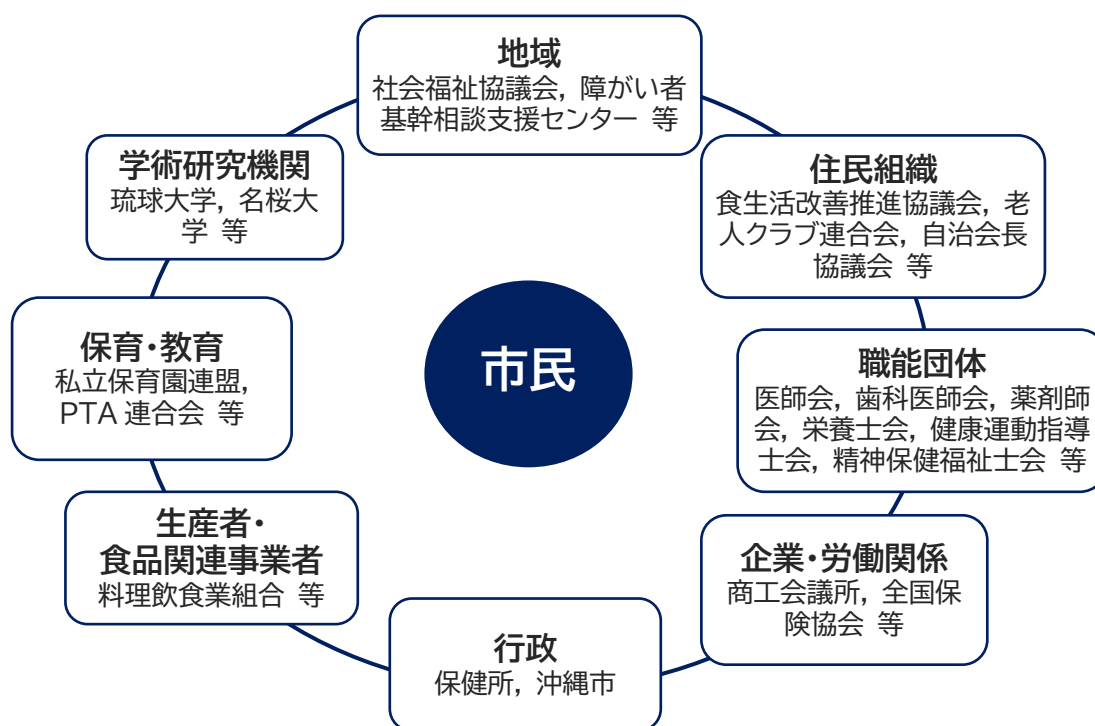 地域
社会福祉協議会, 障がい者
基幹相談支援センター 等
学術研究機関
琉球大学, 名桜大
学 等
住民組織
食生活改善推進協議会, 老
人クラブ連合会, 自治会長
協議会 等
保育・教育
私立保育園連盟,
PTA 連合会 等
市民
職能団体
医師会, 歯科医師会, 薬剤師
会, 栄養士会, 健康運動指導
士会, 精神保健福祉士会 等
生産者・
食品関連事業者
料理飲食業組合 等
企業・労働関係
商工会議所, 全国保
険協会 等
行政
保健所, 沖縄市